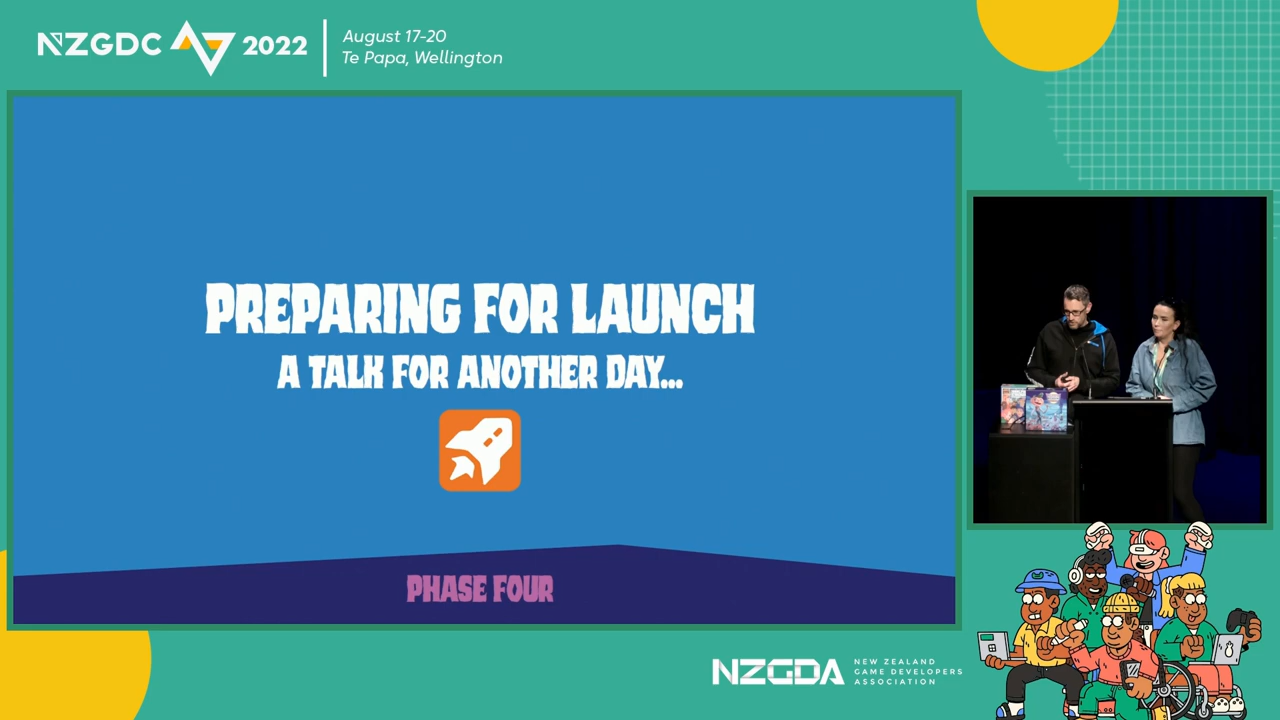 NZGDC 2022
August 17-20
Te Papa, Wellington
PREPARING FOR LAUNCH
A TALK FOR ANOTHER DAY...
PHASE FOUR
NZGDA
NEW ZEALAND
GAME DEVELOPERS
ASSOCIATION